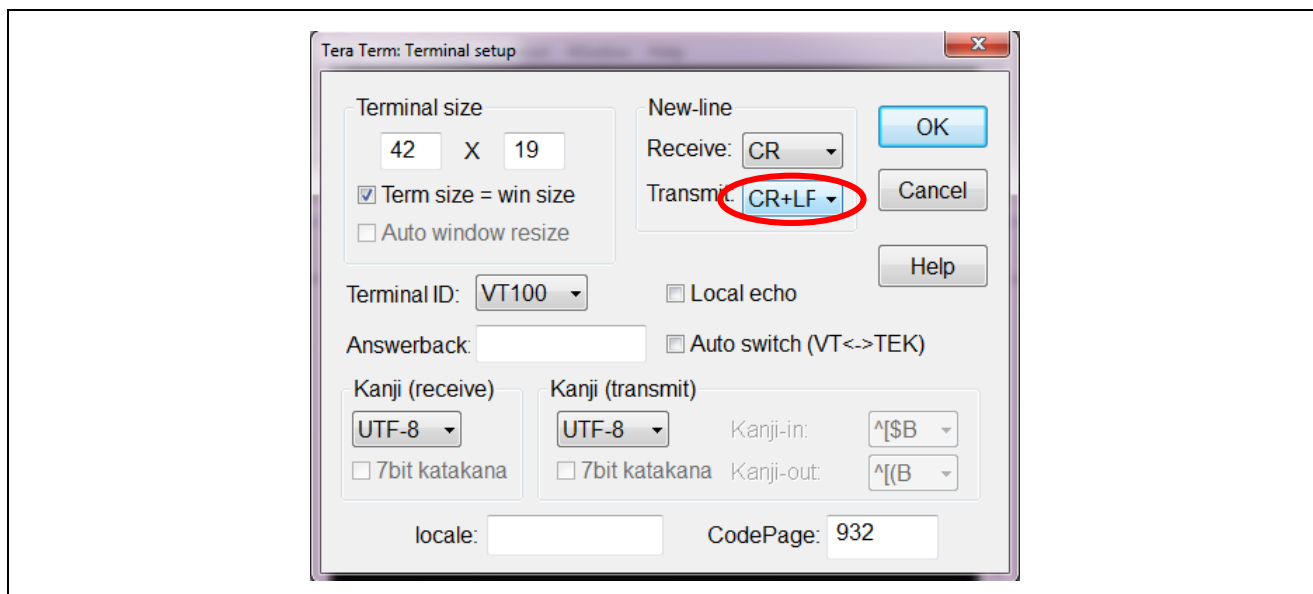 Tera Term: Terminal setup
Terminal size
New-line
OK
42 X 19
Receive: CR
Term size = win size
Transmit: CR+LF
Cancel
Auto window resize
Help
Terminal ID: VT100
Local echo
Answerback:
Auto switch (VT<->TEK)
Kanji (receive)
Kanji (transmit)
UTF-8
UTF-8
Kanji-in: ^[$B
7bit katakana
7bit katakana
Kanji-out: ^[(B
locale:
CodePage: 932